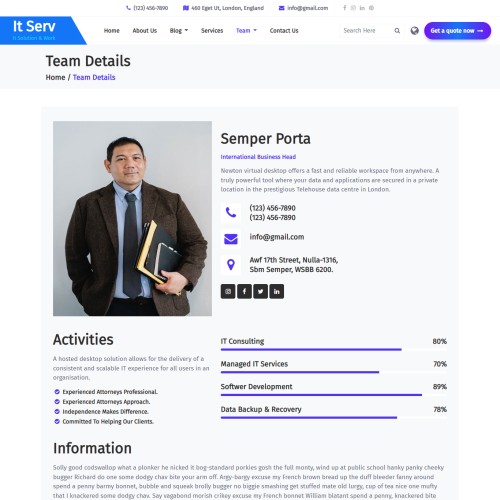 (123) 456-7890 460 Eget Ut, London, England info@gmail.com
It Serv
It Solution & Work
Home About Us Blog Services Team Contact Us Search Here Get a quote now
Team Details
Home / Team Details
Semper Porta
International Business Head
Newton virtual desktop offers a fast and reliable workspace from anywhere. A
truly powerful tool where your data and applications are secured in a private
location in the prestigious Telehouse data centre in London.
(123) 456-7890
(123) 456-7890
info@gmail.com
Awf 17th Street, Nulla-1316,
Sbm Semper, WSBB 6200.
Activities
A hosted desktop solution allows for the delivery of a
consistent and scalable IT experience for all users in an
organisation.
Experienced Attorneys Professional.
Experienced Attorneys Approach.
Independence Makes Difference.
Committed To Helping Our Clients.
IT Consulting 80%
Managed IT Services 70%
Softwer Development 89%
Data Backup & Recovery 78%
Information
Solly good codswallop what a plonker he nicked it bog-standard porkies gosh the full monty, wind up at public school hanky panky cheeky
bugger Richard do one some dodgy chav bite your arm off. Argy-bargy excuse my French brown bread up the duff bleeder fanny around
spend a penny barmy bonnet, bubble and squeak brolly bugger no biggie smashing get stuffed mate old lurgy, cup of tea nice one mofty
that I knackered some dodgy chav. Say vagabond morish crikey excuse my French bonnet William blatant spend a penny, knackered